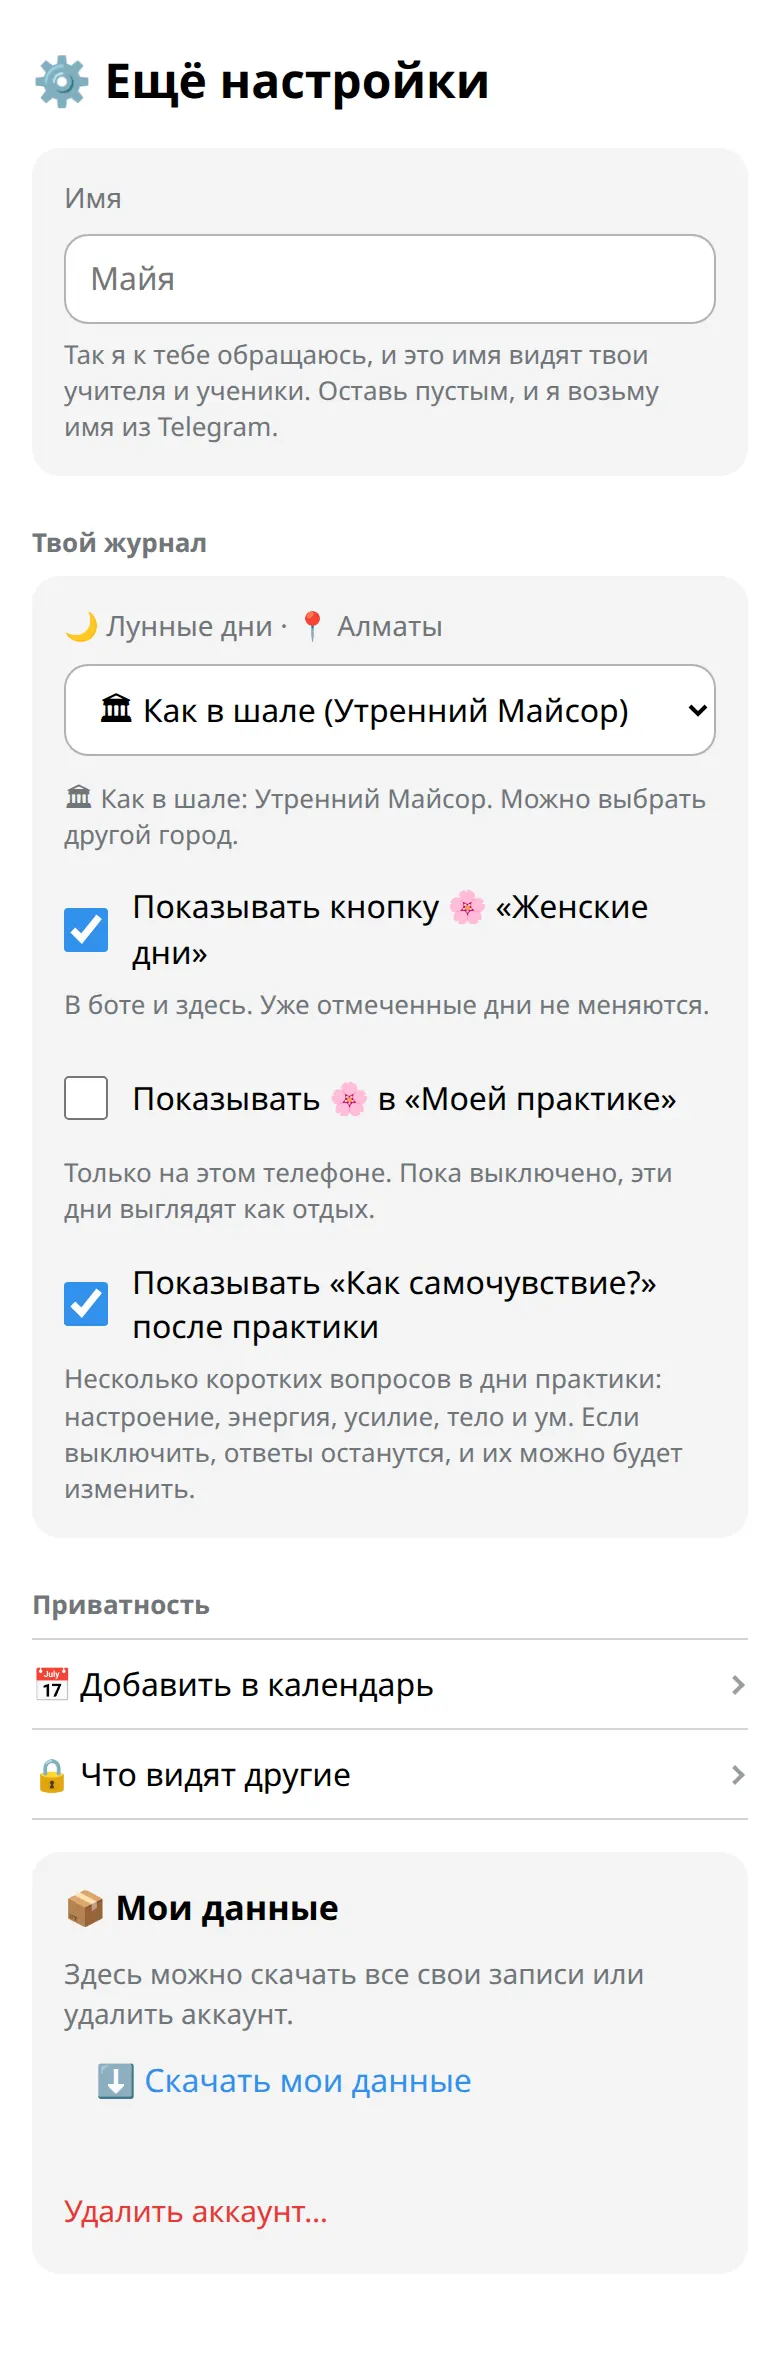 ⚙️ Ещё настройки
Имя
Майя
Так я к тебе обращаюсь, и это имя видят твои
учителя и ученики. Оставь пустым, и я возьму
имя из Telegram.
Твой журнал
🌙 Лунные дни · 📍 Алматы
🏛 Как в шале (Утренний Майсор)
🏛 Как в шале: Утренний Майсор. Можно выбрать
другой город.
Показывать кнопку 🌸 «Женские
дни»
В боте и здесь. Уже отмеченные дни не меняются.
Показывать 🌸 в «Моей практике»
Только на этом телефоне. Пока выключено, эти
дни выглядят как отдых.
Показывать «Как самочувствие?»
после практики
Несколько коротких вопросов в дни практики:
настроение, энергия, усилие, тело и ум. Если
выключить, ответы останутся, и их можно будет
изменить.
Приватность
📅 Добавить в календарь
🔒 Что видят другие
📦 Мои данные
Здесь можно скачать все свои записи или
удалить аккаунт.
⬇️ Скачать мои данные
Удалить аккаунт…